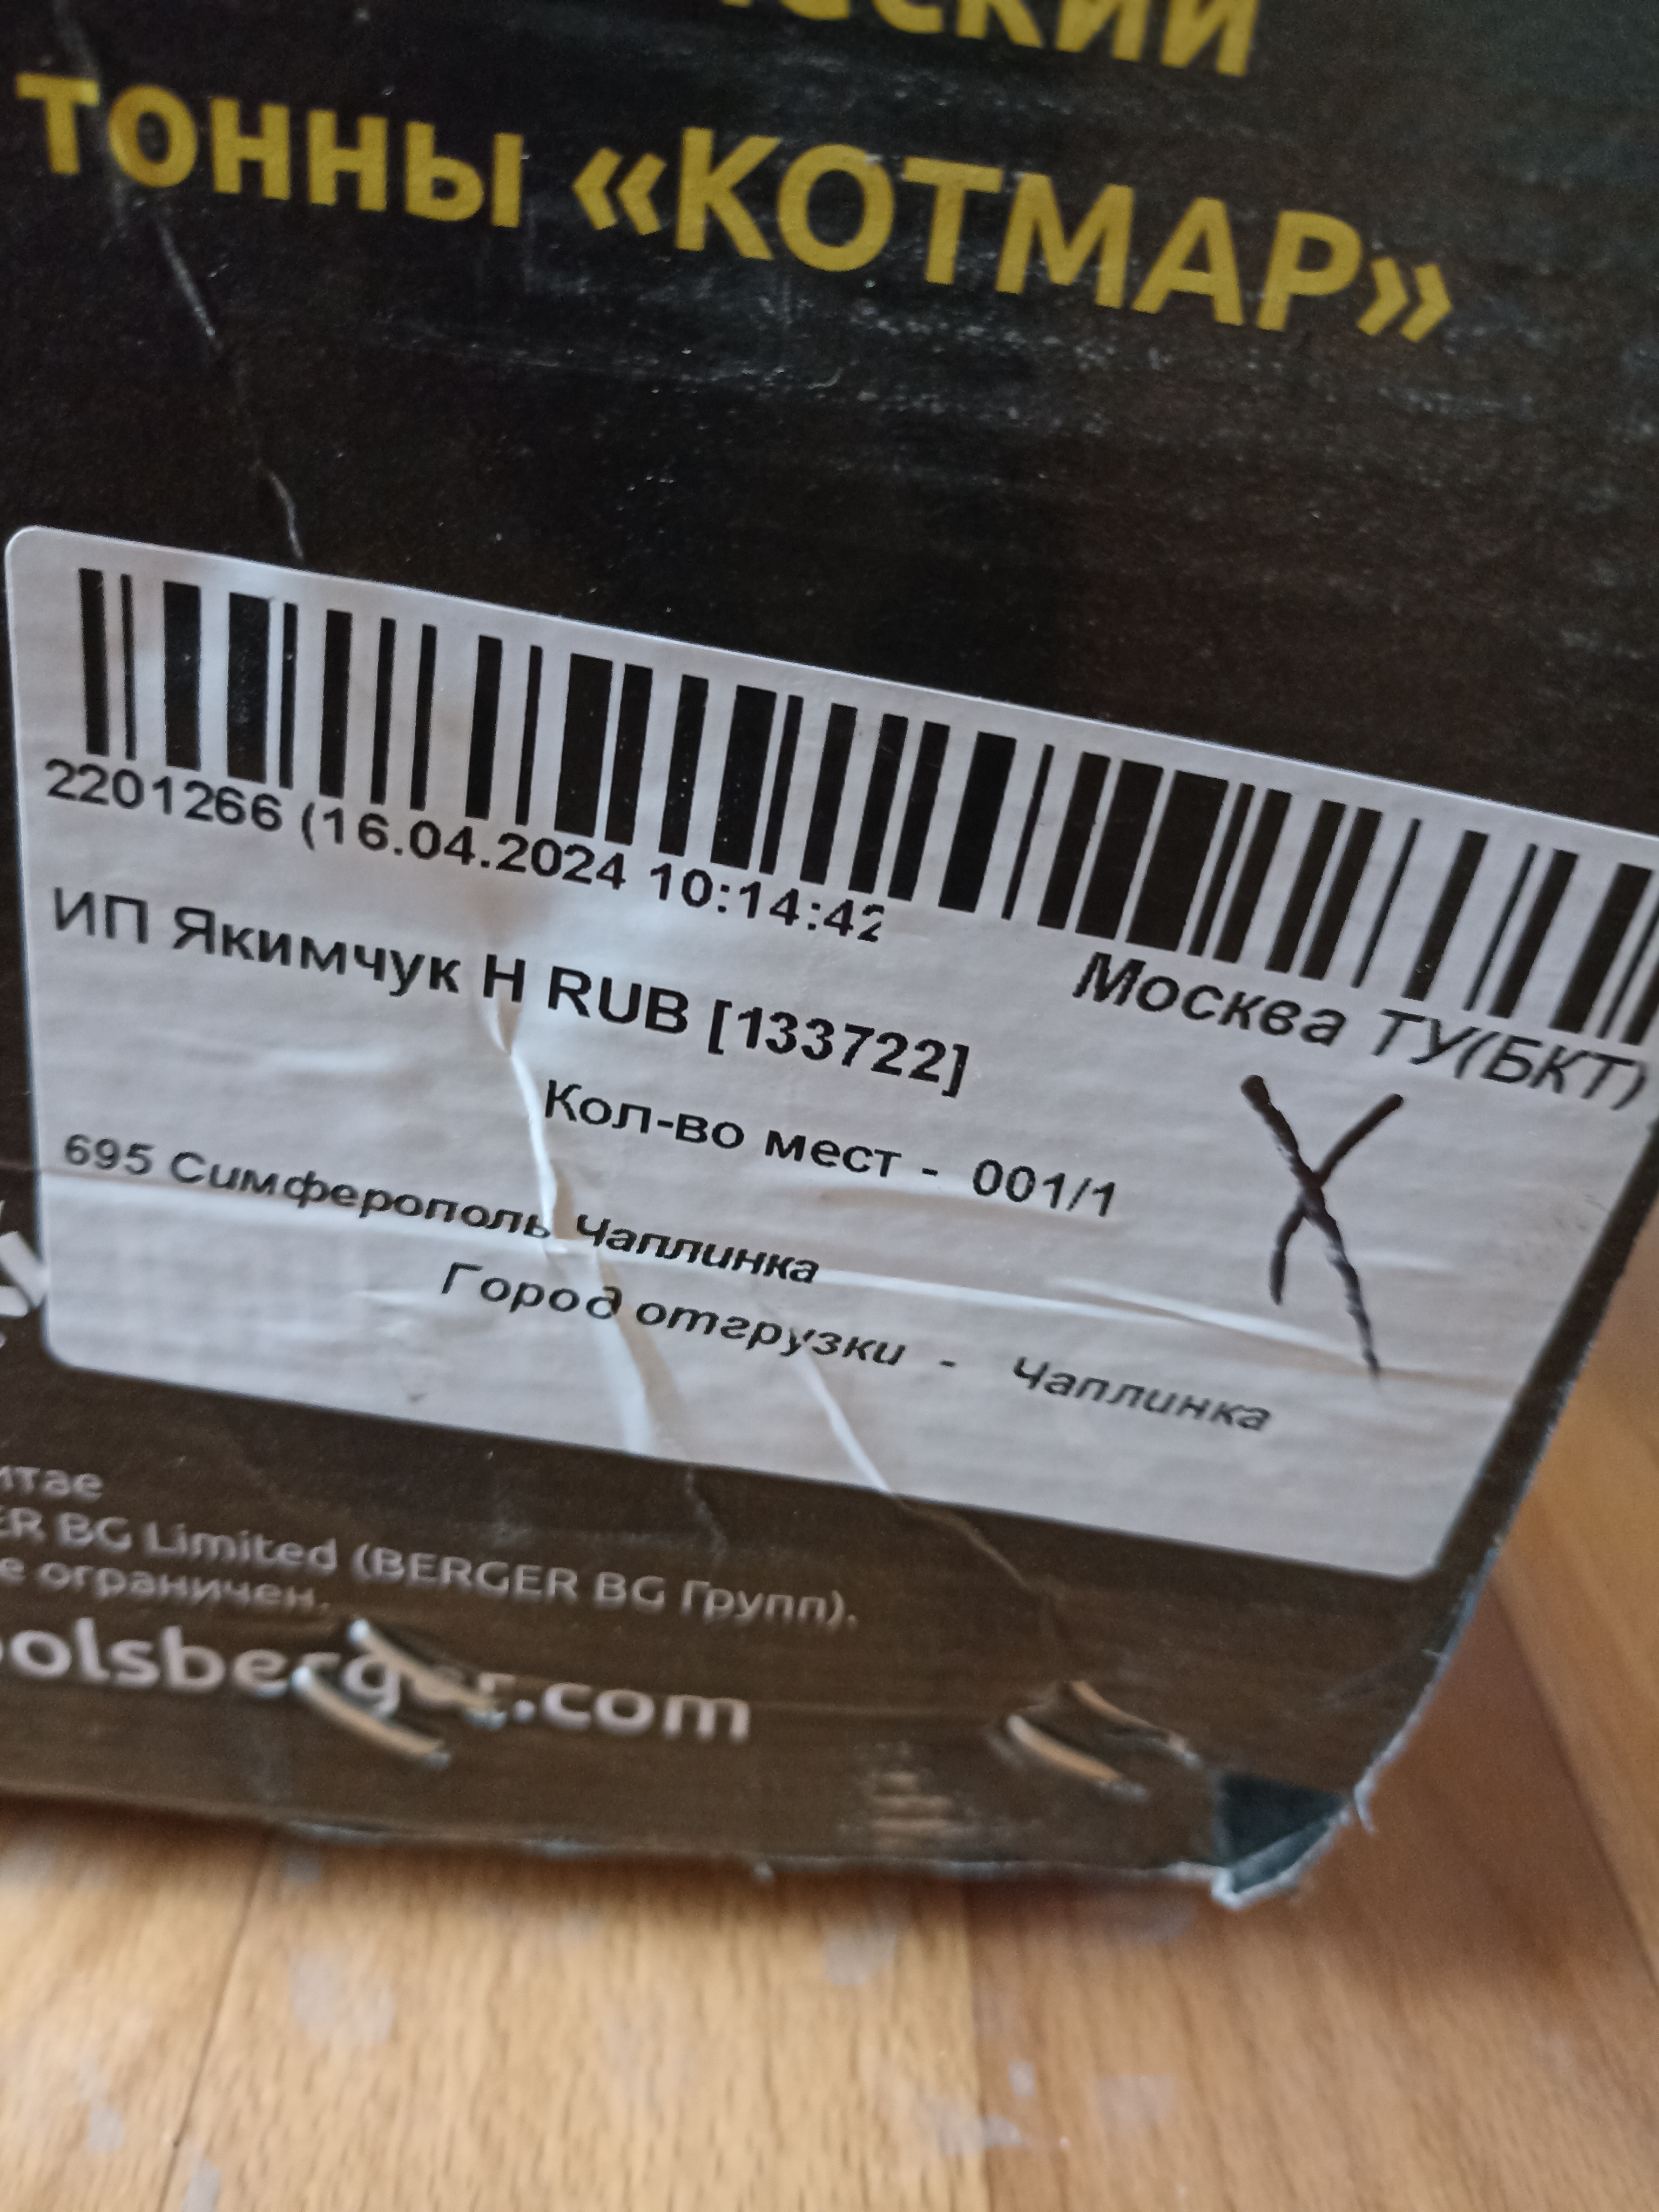 тонны «КОТМАР»
2201266 (16.04.2024 10:14:42
Москва ТУ(БКТ)
ИП Якимчук Н RUB [133722]
Кол-во мест - 001/1
695 Симферополь Чаплинка
Город отгрузки - Чаплинка
BG Limited (BERGER BG Групп).
ограничен.
olsberger.com